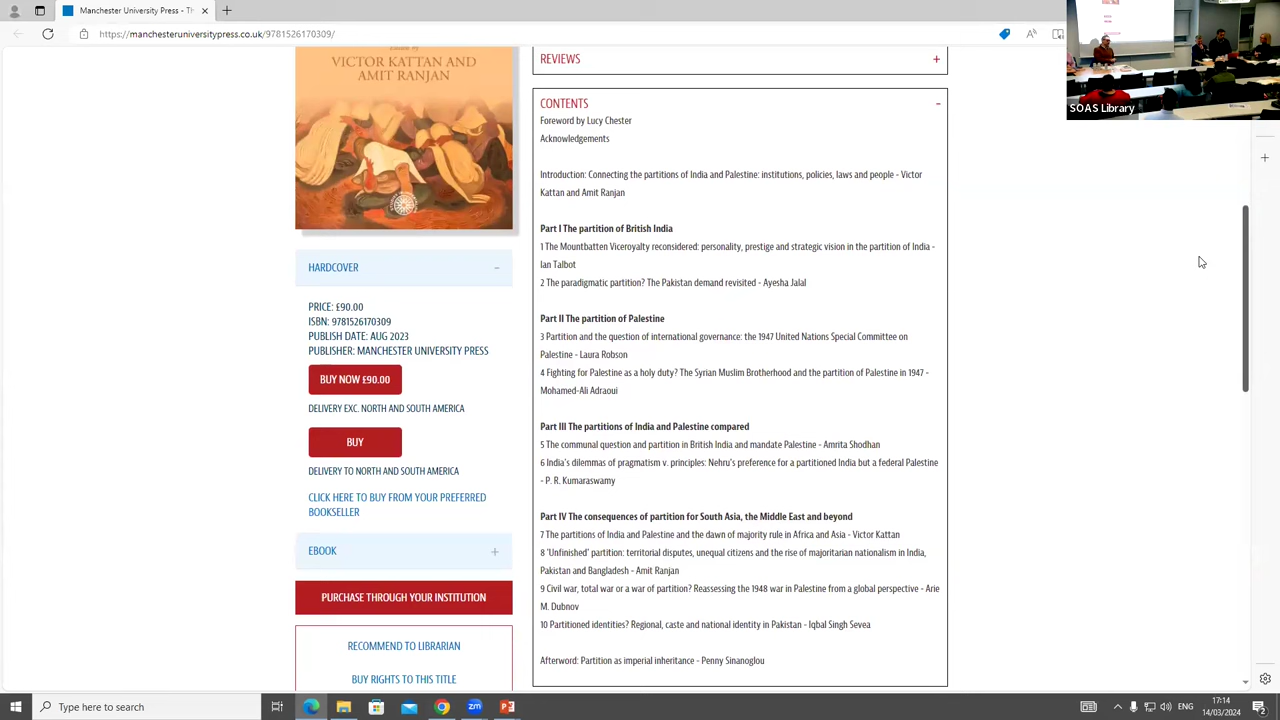 Manchester University Press - Th
https://manchesteruniversitypress.co.uk/9781526170309/
SOAS Library
edited by
VICTOR KATTAN AND
AMIT RANJAN
HARDCOVER
PRICE: £90.00
ISBN: 9781526170309
PUBLISH DATE: AUG 2023
PUBLISHER: MANCHESTER UNIVERSITY PRESS
BUY NOW £90.00
DELIVERY EXC. NORTH AND SOUTH AMERICA
BUY
DELIVERY TO NORTH AND SOUTH AMERICA
CLICK HERE TO BUY FROM YOUR PREFERRED
BOOKSELLER
EBOOK
PURCHASE THROUGH YOUR INSTITUTION
RECOMMEND TO LIBRARIAN
BUY RIGHTS TO THIS TITLE
REVIEWS
CONTENTS
Foreword by Lucy Chester
Acknowledgements
Introduction: Connecting the partitions of India and Palestine: institutions, policies, laws and people - Victor
Kattan and Amit Ranjan
Part I The partition of British India
1 The Mountbatten Viceroyalty reconsidered: personality, prestige and strategic vision in the partition of India -
Ian Talbot
2 The paradigmatic partition? The Pakistan demand revisited - Ayesha Jalal
Part II The partition of Palestine
3 Partition and the question of international governance: the 1947 United Nations Special Committee on
Palestine - Laura Robson
4 Fighting for Palestine as a holy duty? The Syrian Muslim Brotherhood and the partition of Palestine in 1947 -
Mohamed-Ali Adraoui
Part III The partitions of India and Palestine compared
5 The communal question and partition in British India and mandate Palestine - Amrita Shodhan
6 India's dilemmas of pragmatism v. principles: Nehru's preference for a partitioned India but a federal Palestine
- P. R. Kumaraswamy
Part IV The consequences of partition for South Asia, the Middle East and beyond
7 The partitions of India and Palestine and the dawn of majority rule in Africa and Asia - Victor Kattan
8 'Unfinished' partition: territorial disputes, unequal citizens and the rise of majoritarian nationalism in India,
Pakistan and Bangladesh - Amit Ranjan
9 Civil war, total war or a war of partition? Reassessing the 1948 war in Palestine from a global perspective - Arie
M. Dubnov
10 Partitioned identities? Regional, caste and national identity in Pakistan - Iqbal Singh Sevea
Afterword: Partition as imperial inheritance - Penny Sinanoglou
Type here to search
ENG
17:14
14/03/2024